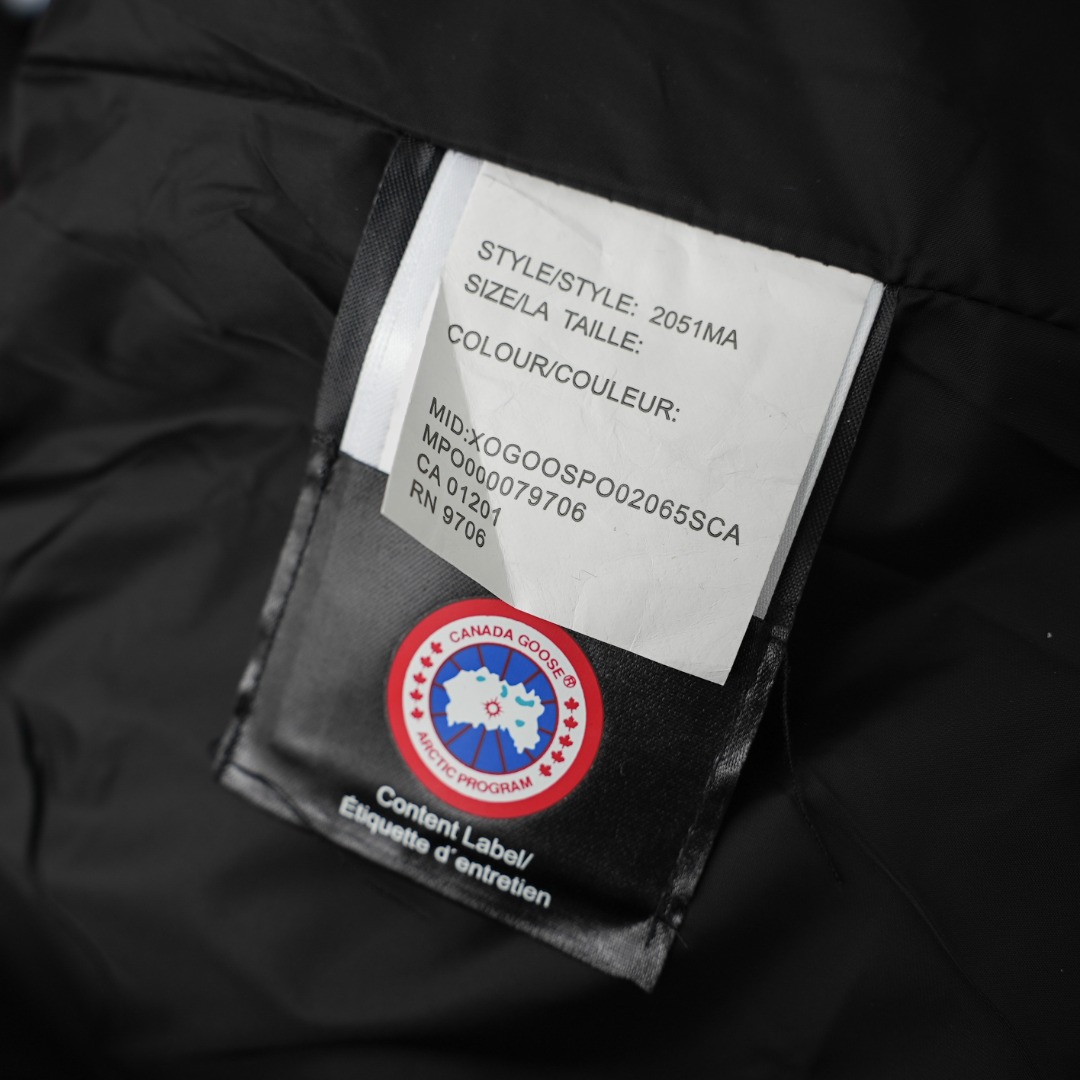 STYLE/STYLE: 2051MA
SIZE/LA TAILLE:
COLOUR/COULEUR:
MID:XOGOOSPO02065SCA
MPO000079706
CA 01201
RN 9706
CANADA GOOSE®
ARCTIC PROGRAM
Content Label/
Étiquette d'entretien